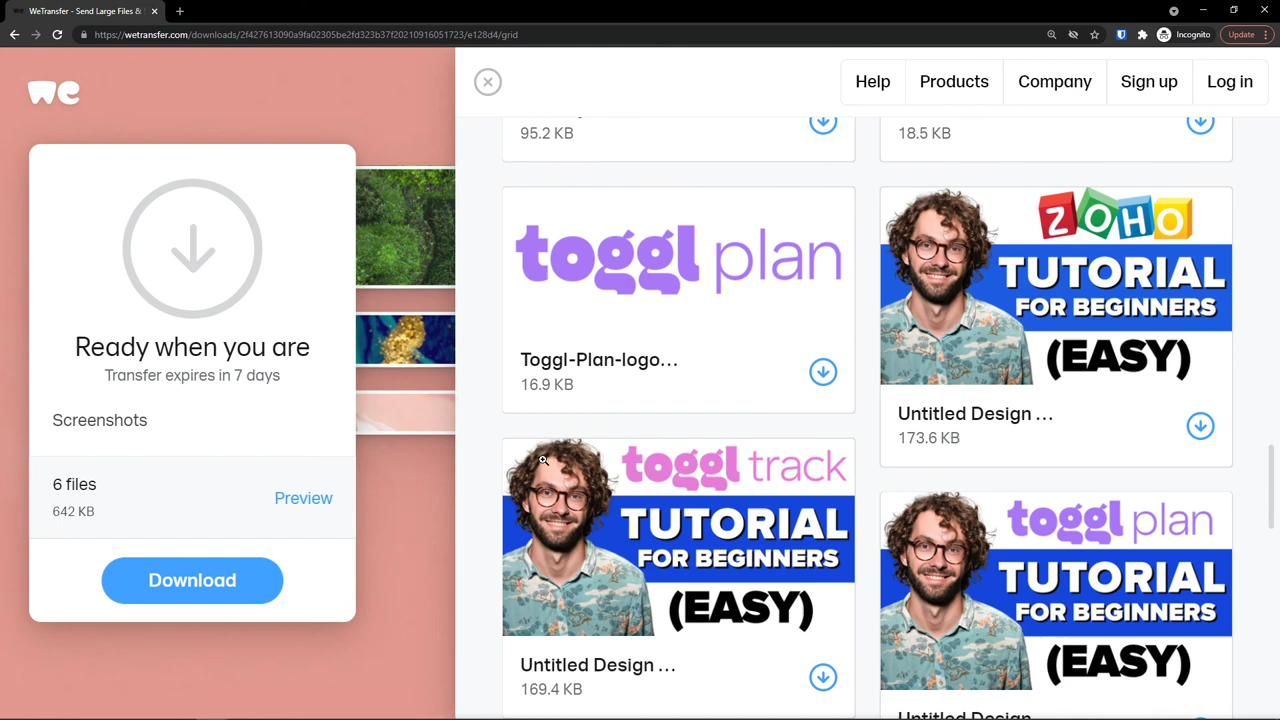 WeTransfer - Send Large Files &
https://wetransfer.com/downloads/2f427613090a9fa02305be2fd323b37f20210916051723/e128d4/grid
Incognito
Update
we
Help
Products
Company
Sign up
Log in
95.2 KB
18.5 KB
Ready when you are
Transfer expires in 7 days
Screenshots
6 files
642 KB
Preview
Download
toggl plan
Toggl-Plan-logo...
16.9 KB
ZOHO
TUTORIAL
FOR BEGINNERS
(EASY)
Untitled Design ...
173.6 KB
toggl track
TUTORIAL
FOR BEGINNERS
(EASY)
Untitled Design ...
169.4 KB
toggl plan
TUTORIAL
FOR BEGINNERS
(EASY)
Untitled Design